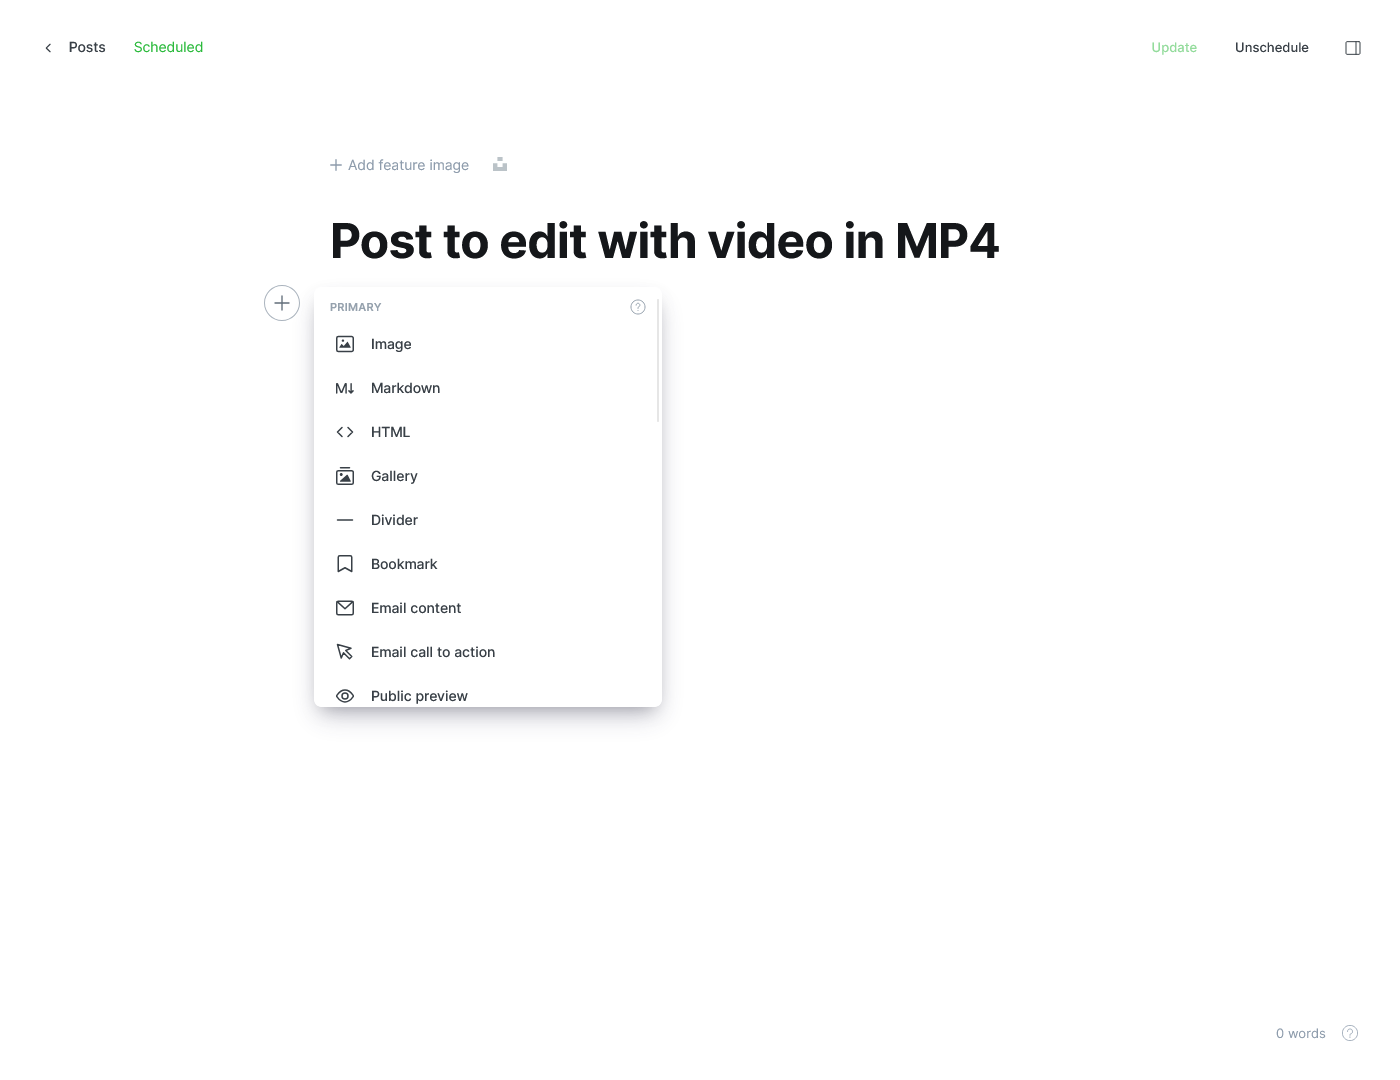 Posts Scheduled Update Unschedule
Add feature image
Post to edit with video in MP4
PRIMARY
Image
Markdown
HTML
Gallery
Divider
Bookmark
Email content
Email call to action
Public preview
0 words